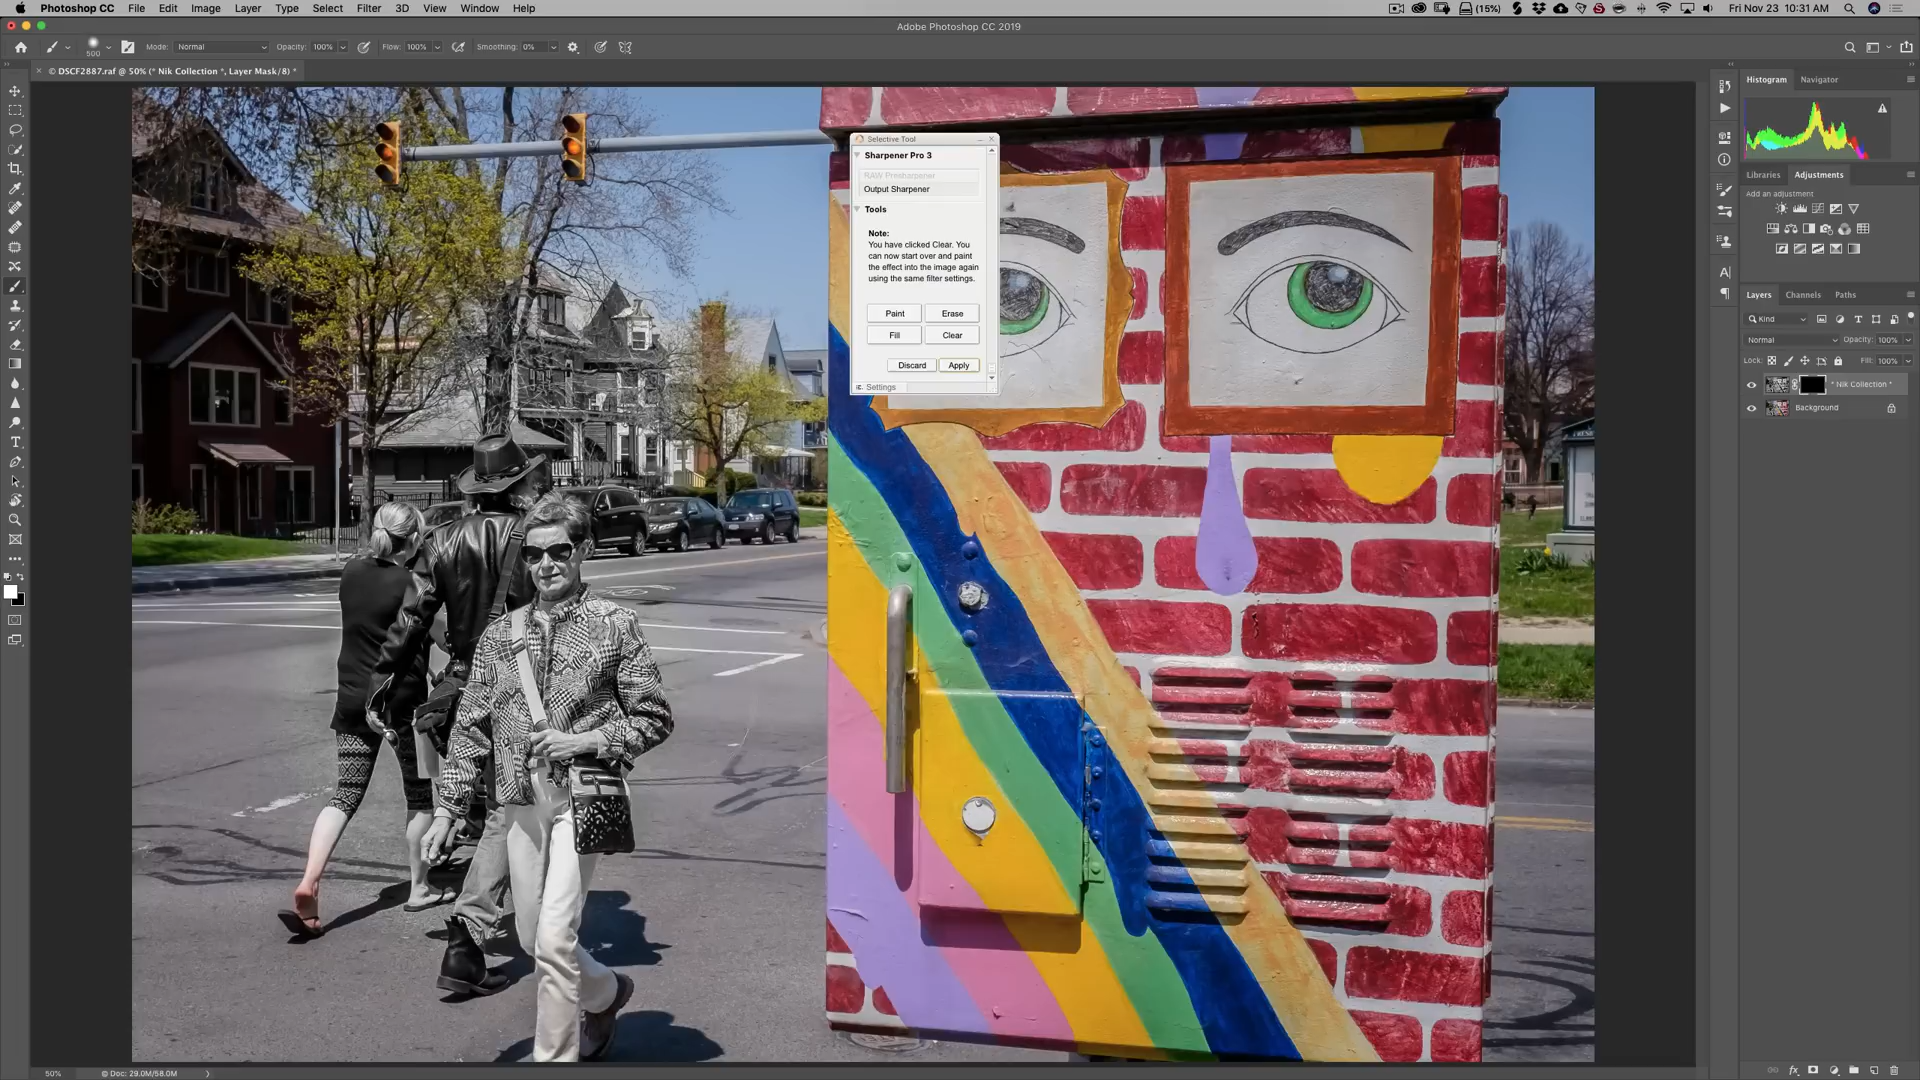 Photoshop CC File Edit Image Layer Type Select Filter 3D View Window Help (15%) Fri Nov 23 10:31 AM
Adobe Photoshop CC 2019
500 Mode: Normal Opacity: 100% Flow: 100% Smoothing: 0%
© DSCF2887.raf @ 50% (* Nik Collection *, Layer Mask/8) *
Histogram Navigator
Selective Tool
Sharpener Pro 3
RAW Presharpener
Output Sharpener
Tools
Note:
You have clicked Clear. You
can now start over and paint
the effect into the image again
using the same filter settings.
Paint Erase
Fill Clear
Discard Apply
Settings
Libraries Adjustments
Add an adjustment
Layers Channels Paths
Kind
Normal Opacity: 100%
Lock: Fill: 100%
* Nik Collection *
Background
50% Doc: 29.0M/58.0M